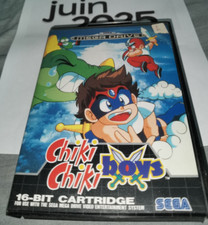 juin
2025
MEGA DRIVE
Chiki
Chiki
boys
16-BIT CARTRIDGE
FOR USE WITH THE SEGA MEGA DRIVE VIDEO ENTERTAINMENT SYSTEM
SEGA